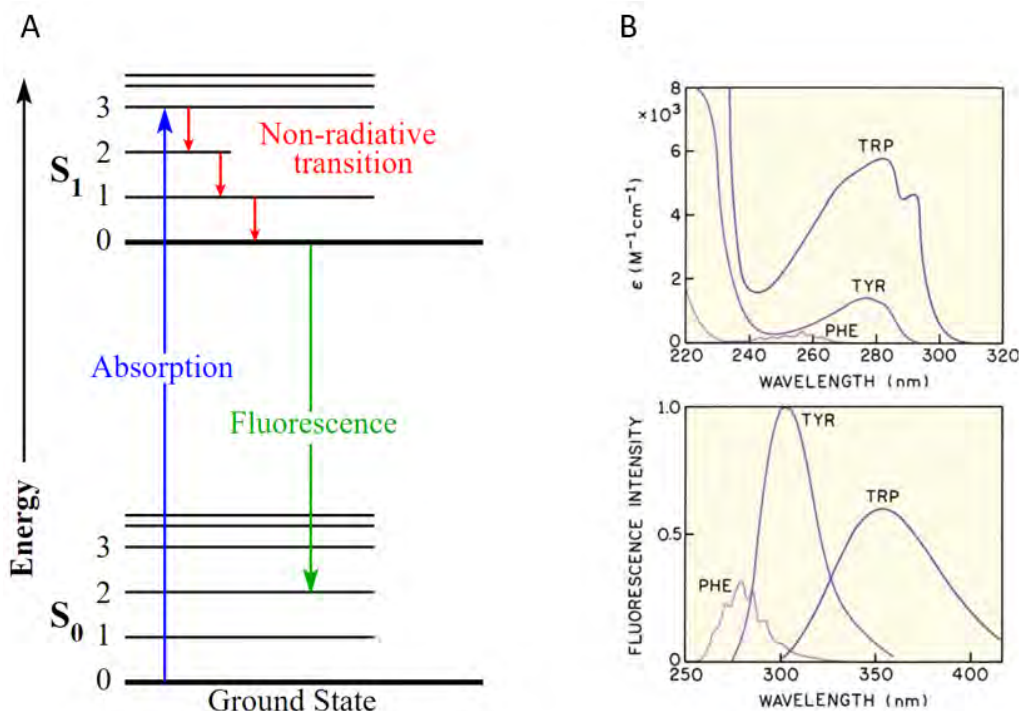 A
Energy
S1
3
2
1
0
Non-radiative
transition
Absorption
Fluorescence
S0
3
2
1
0
Ground State
B
8
×10³
6
4
2
0
ε (M⁻¹cm⁻¹)
TRP
TYR
PHE
220 240 260 280 300 320
WAVELENGTH (nm)
1.0
0.5
0
FLUORESCENCE INTENSITY
TYR
TRP
PHE
250 300 350 400
WAVELENGTH (nm)